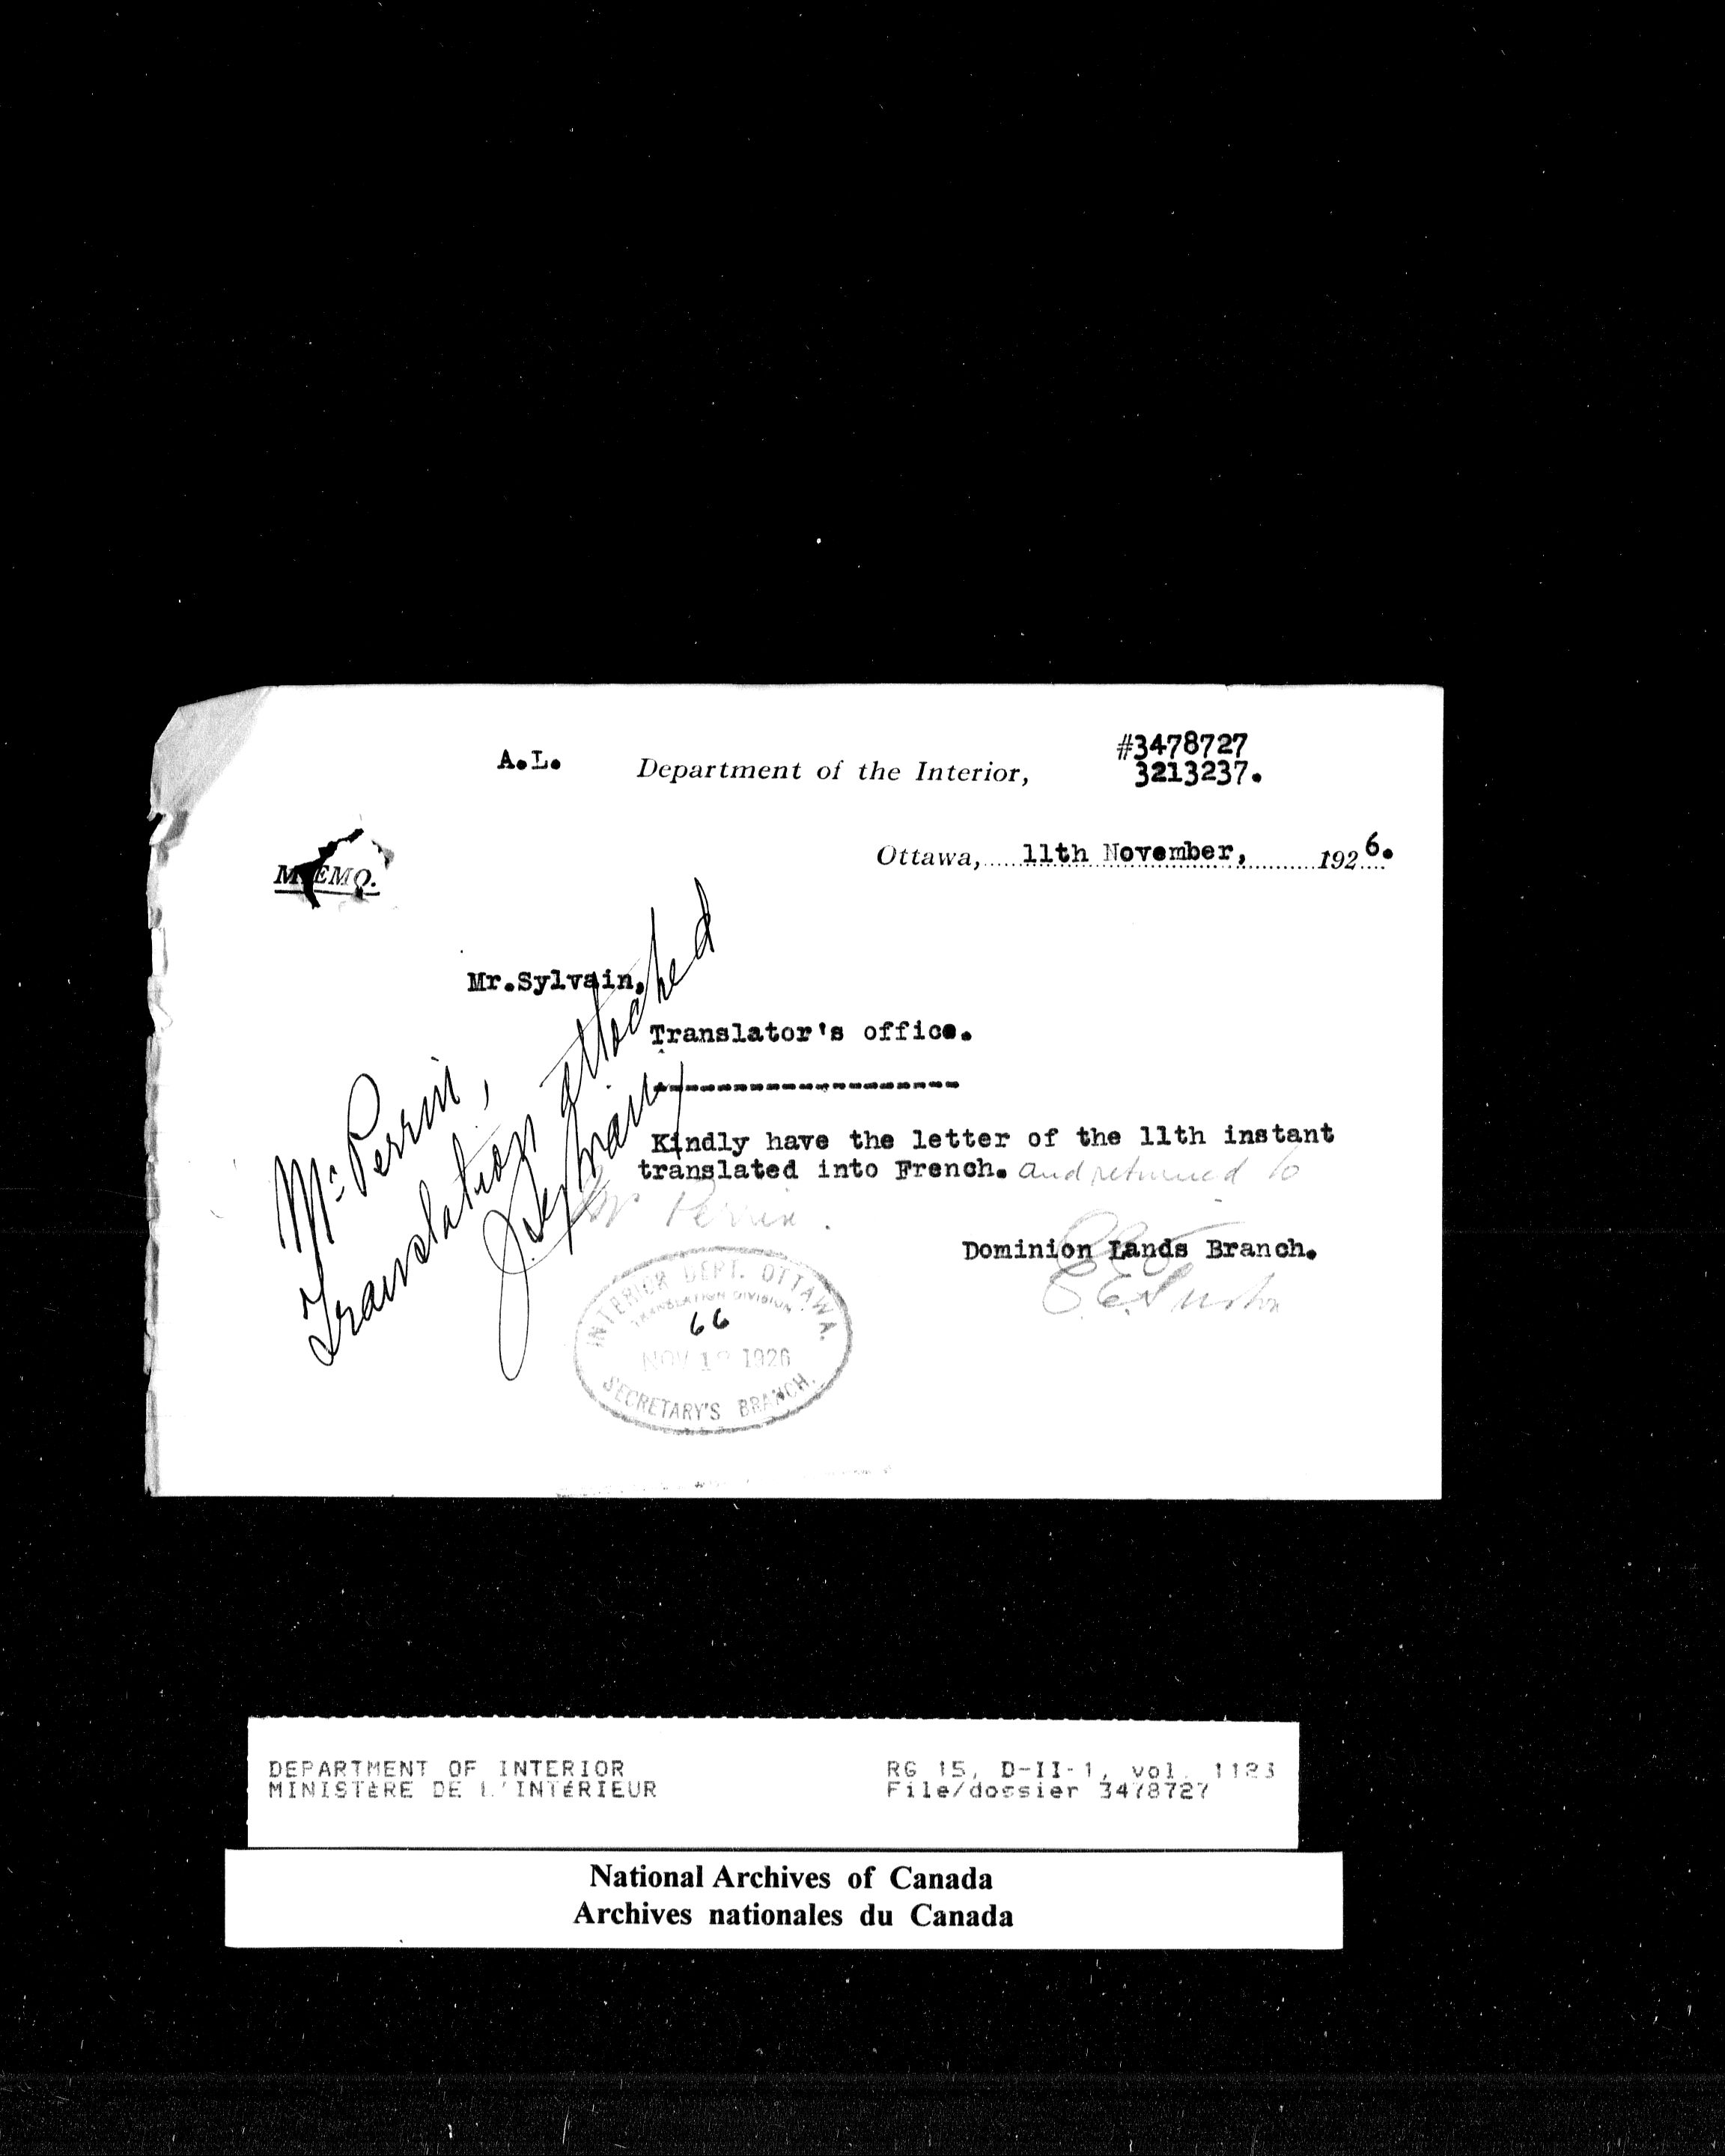 A.L. Department of the Interior, #3478727
3213237.
Ottawa, 11th November, 1926.
MEMO.
Mr.Sylvain,
Translator's office.
--------------------
Kindly have the letter of the 11th instant
translated into French. and returned to
Mr Perrin.
Dominion Lands Branch.
Mr Perrin,
Translation attached
INTERIOR DEPT. OTTAWA.
TRANSLATION DIVISION
66
NOV 1 1926
SECRETARY'S BRANCH.
DEPARTMENT OF INTERIOR RG 15, D-II-1, vol. 1123
MINISTÈRE DE L'INTÉRIEUR File/dossier 3478727
National Archives of Canada
Archives nationales du Canada